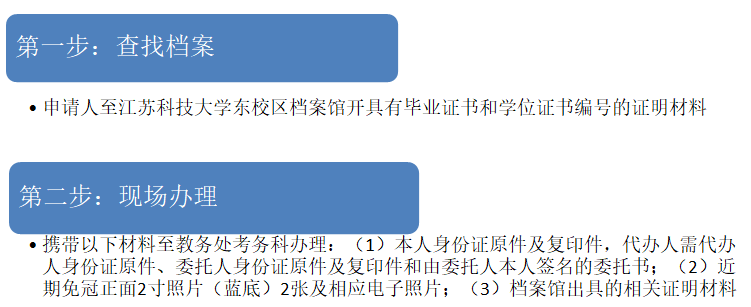 第一步：查找档案
• 申请人至江苏科技大学东校区档案馆开具有毕业证书和学位证书编号的证明材料
第二步：现场办理
• 携带以下材料至教务处考务科办理：（1）本人身份证原件及复印件，代办人需代办
人身份证原件、委托人身份证原件及复印件和由委托人本人签名的委托书；（2）近
期免冠正面2寸照片（蓝底）2张及相应电子照片；（3）档案馆出具的相关证明材料